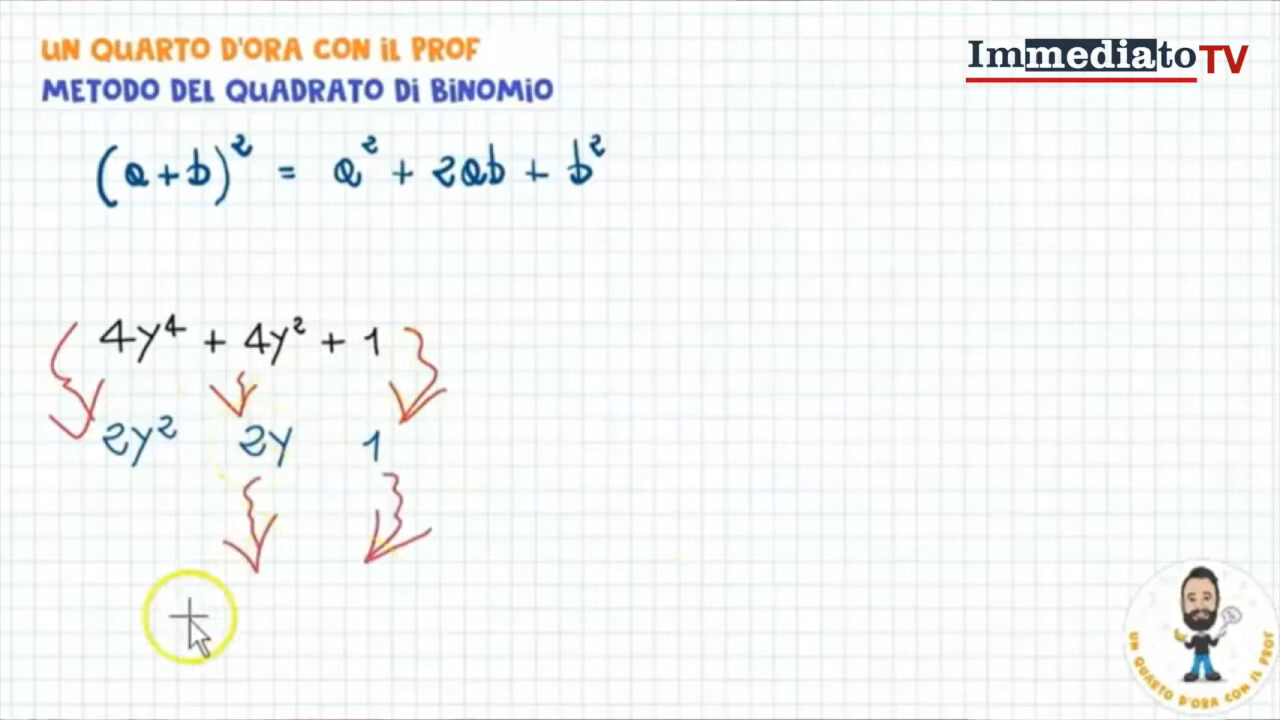 UN QUARTO D'ORA CON iL PROF
ImmediatoTV
METODO DEL QUADRATO Di BiNOMiO
(a+b)² = a² + 2ab + b²
4y⁴ + 4y² + 1
2y² 2y 1
UN QUARTO D'ORA CON IL PROF